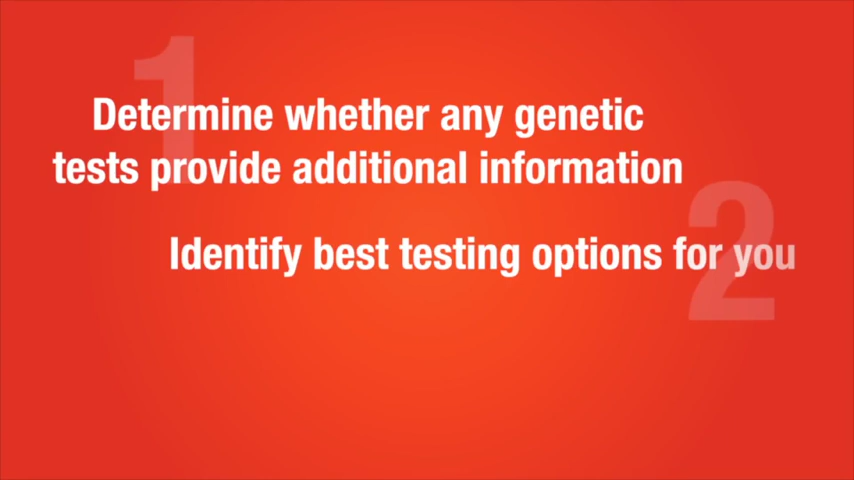 1
Determine whether any genetic
tests provide additional information
2
Identify best testing options for you